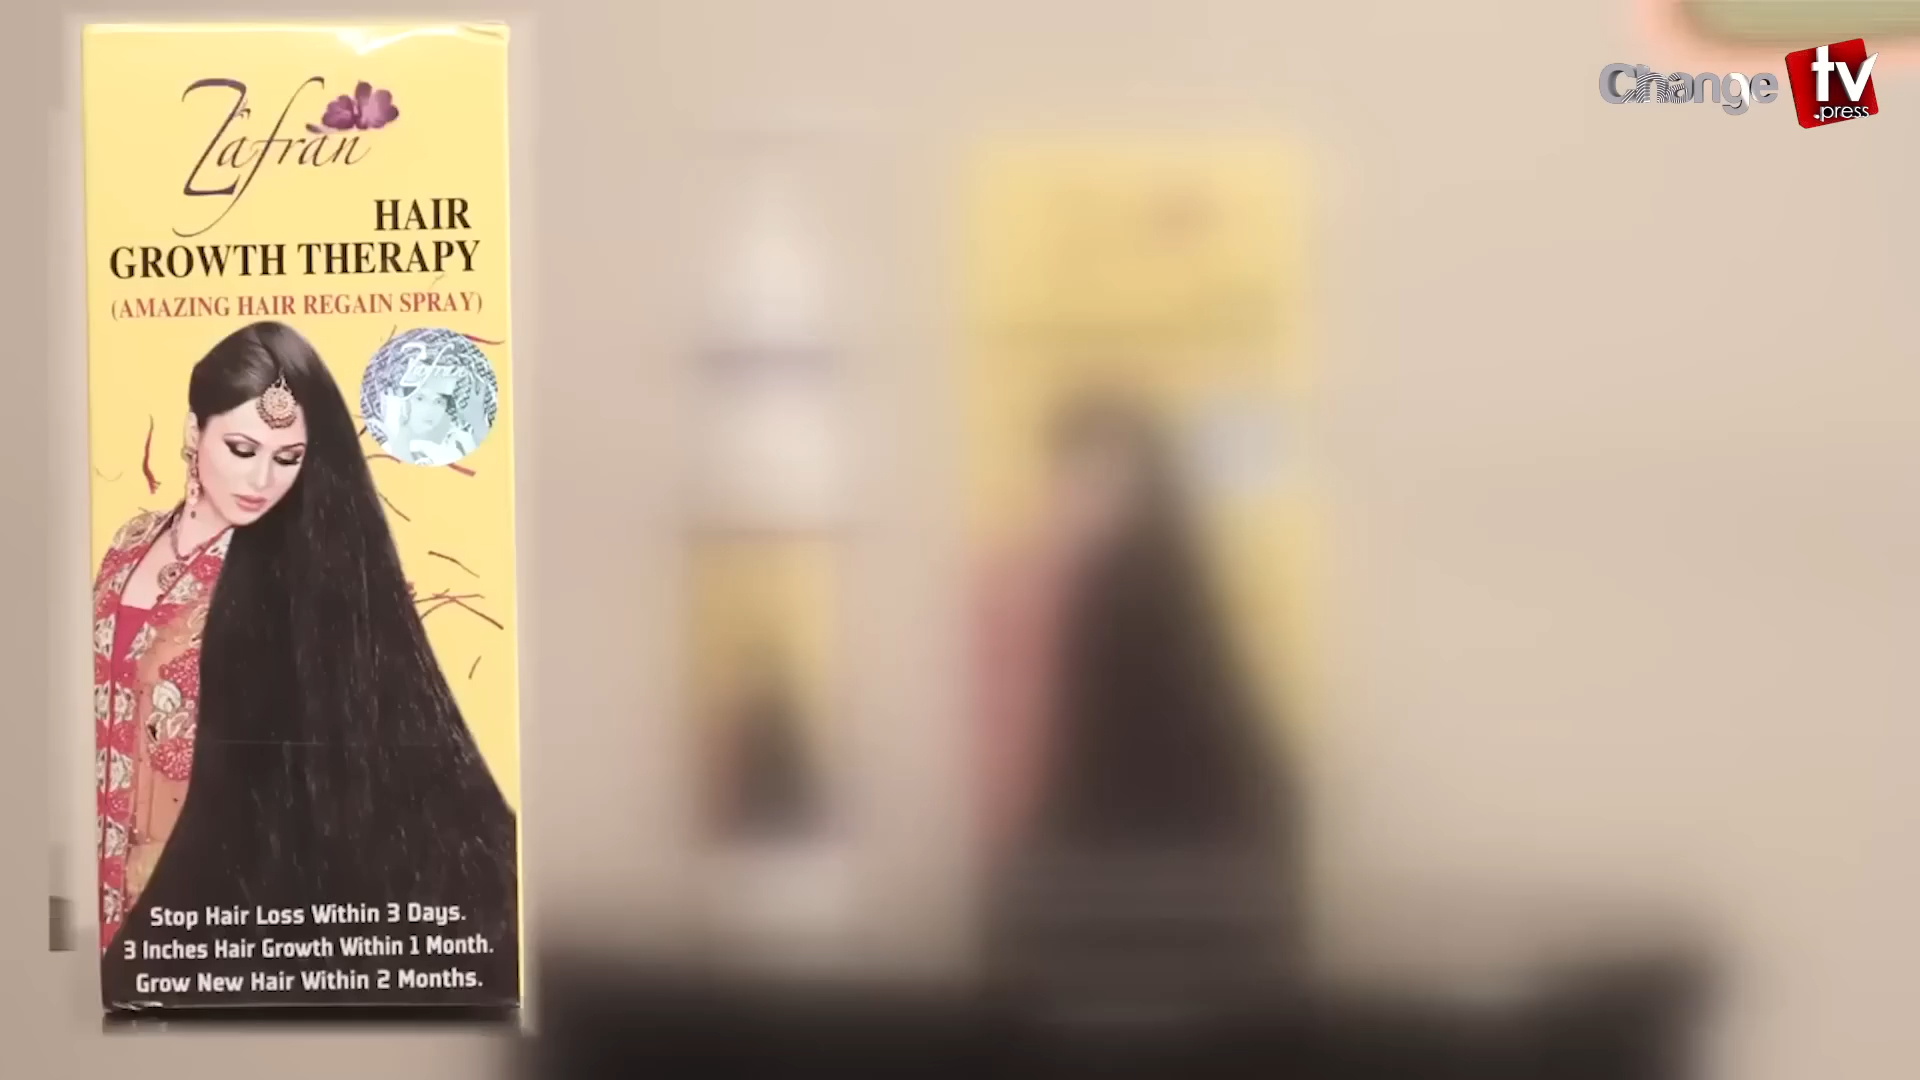 Zafran
HAIR
GROWTH THERAPY
(AMAZING HAIR REGAIN SPRAY)
Zafran
Stop Hair Loss Within 3 Days.
3 Inches Hair Growth Within 1 Month.
Grow New Hair Within 2 Months.
Change tv
.press